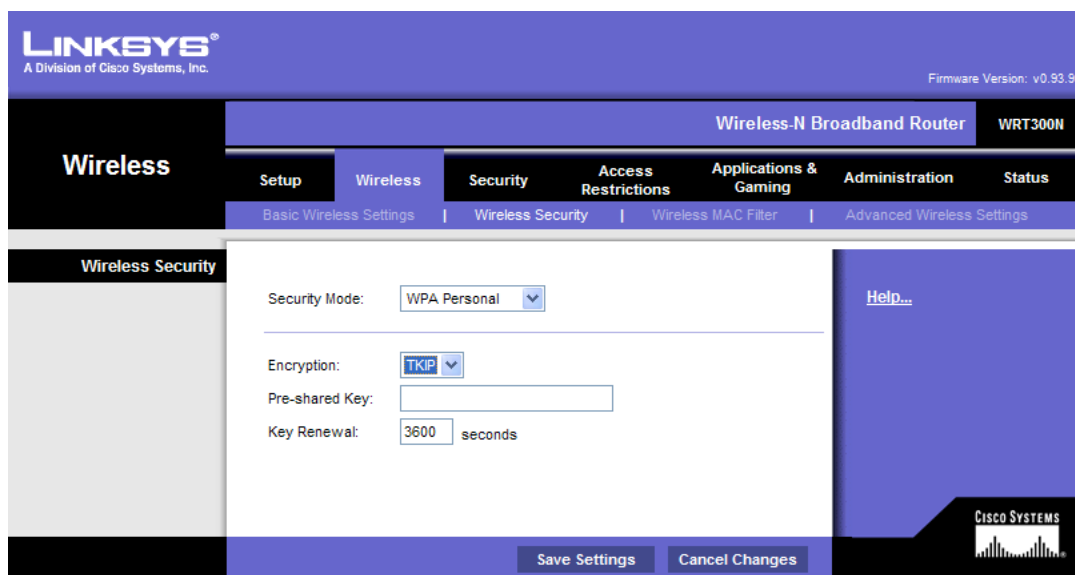 LINKSYS®
A Division of Cisco Systems, Inc.
Firmware Version: v0.93.9
Wireless-N Broadband Router WRT300N
Wireless
Setup Wireless Security Access Restrictions Applications & Gaming Administration Status
Basic Wireless Settings | Wireless Security | Wireless MAC Filter | Advanced Wireless Settings
Wireless Security
Security Mode: WPA Personal
Help...
Encryption: TKIP
Pre-shared Key:
Key Renewal: 3600 seconds
CISCO SYSTEMS
Save Settings Cancel Changes